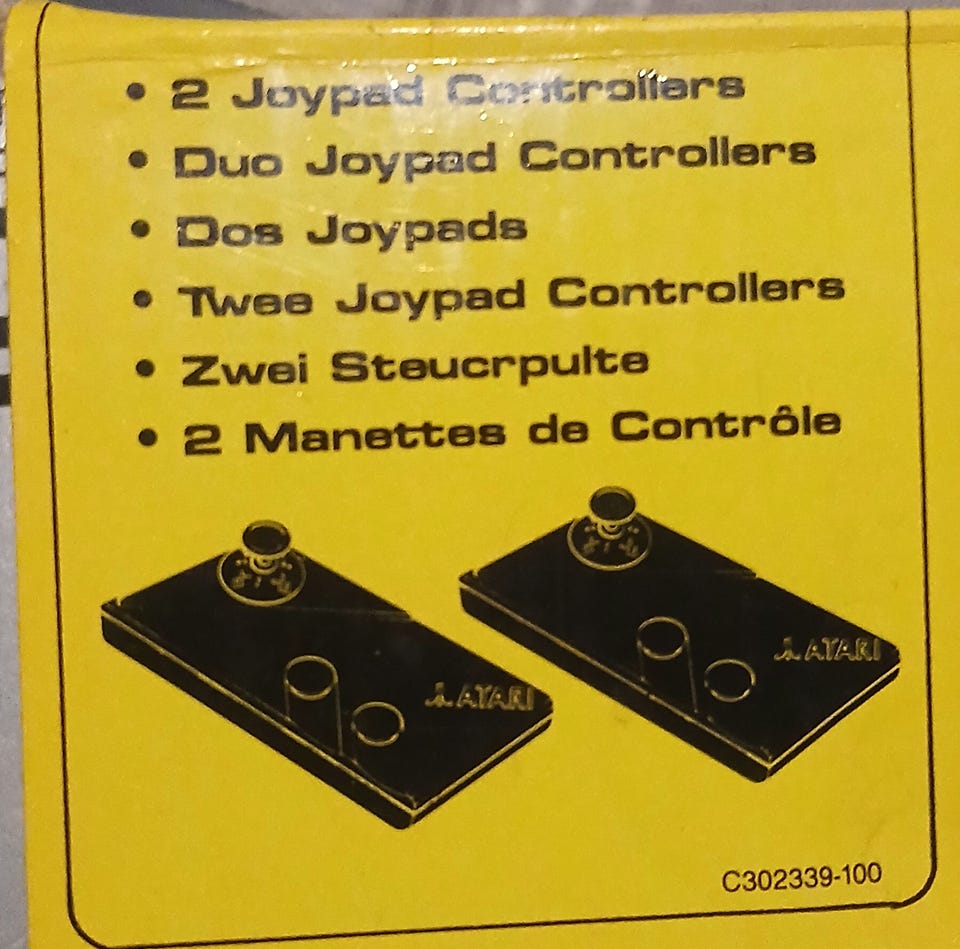 • 2 Joypad Controllers
• Duo Joypad Controllers
• Dos Joypads
• Twee Joypad Controllers
• Zwei Steucrpulte
• 2 Manettes de Contrôle
ATARI
ATARI
C302339-100